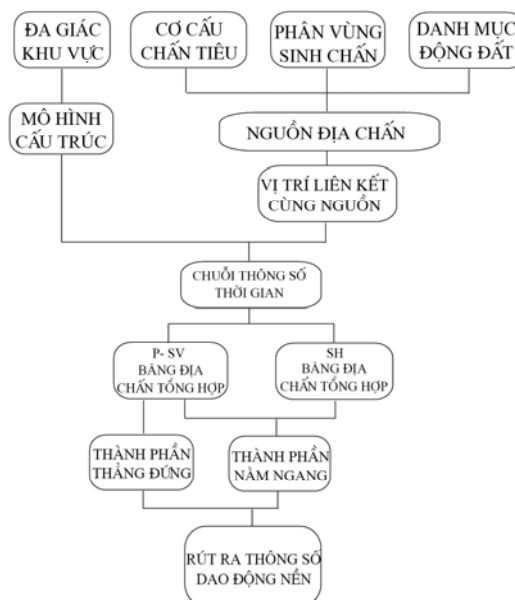 ĐA GIÁC
KHU VỰC
CƠ CẤU
CHẤN TIÊU
PHÂN VÙNG
SINH CHẤN
DANH MỤC
ĐỘNG ĐẤT
MÔ HÌNH
CẤU TRÚC
NGUỒN ĐỊA CHẤN
VỊ TRÍ LIÊN KẾT
CÙNG NGUỒN
CHUỖI THÔNG SỐ
THỜI GIAN
P- SV
BĂNG ĐỊA
CHẤN TỔNG HỢP
SH
BĂNG ĐỊA
CHẤN TỔNG HỢP
THÀNH PHẦN
THẲNG ĐỨNG
THÀNH PHẦN
NẰM NGANG
RÚT RA THÔNG SỐ
DAO ĐỘNG NỀN